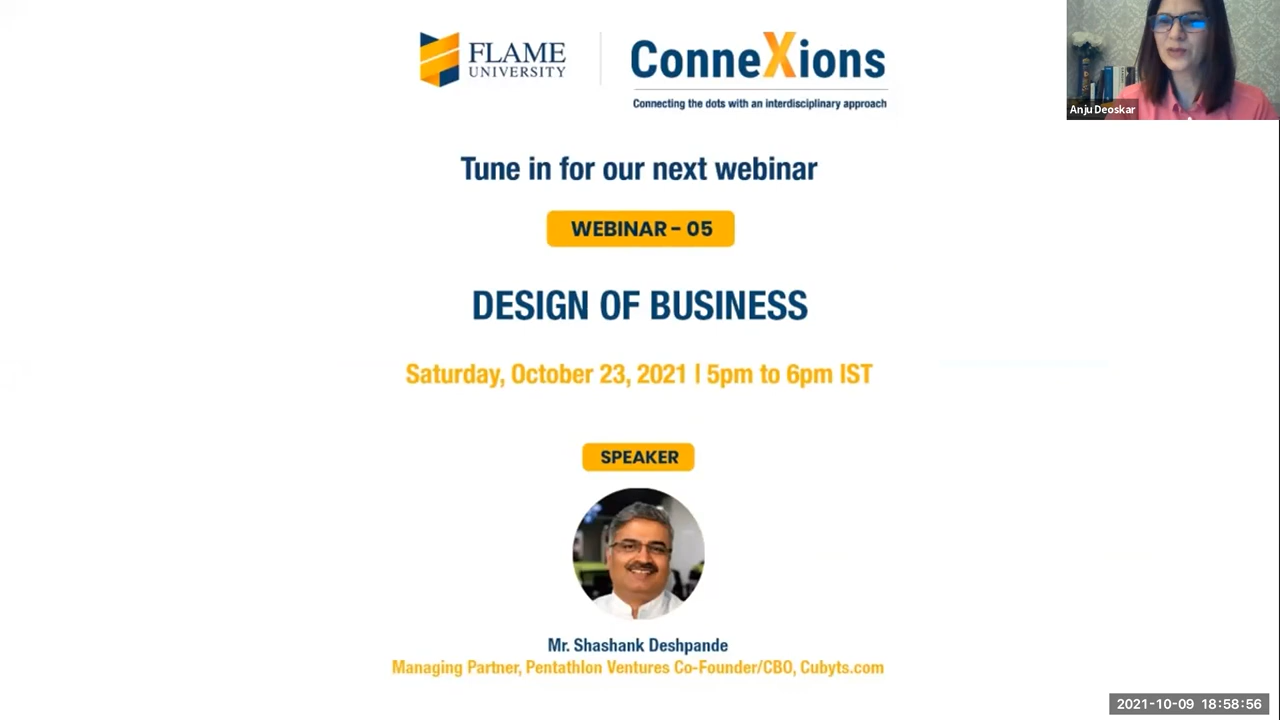 FLAME
UNIVERSITY
ConneXions
Connecting the dots with an interdisciplinary approach
Anju Deoskar
Tune in for our next webinar
WEBINAR - 05
DESIGN OF BUSINESS
Saturday, October 23, 2021 | 5pm to 6pm IST
SPEAKER
Mr. Shashank Deshpande
Managing Partner, Pentathlon Ventures Co-Founder/CBO, Cubyts.com
2021-10-09 18:58:56